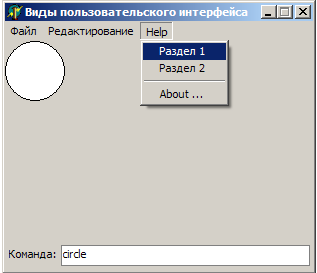 Виды пользовательского интерфейса
Файл Редактирование Help
Раздел 1
Раздел 2
About ...
Команда: circle